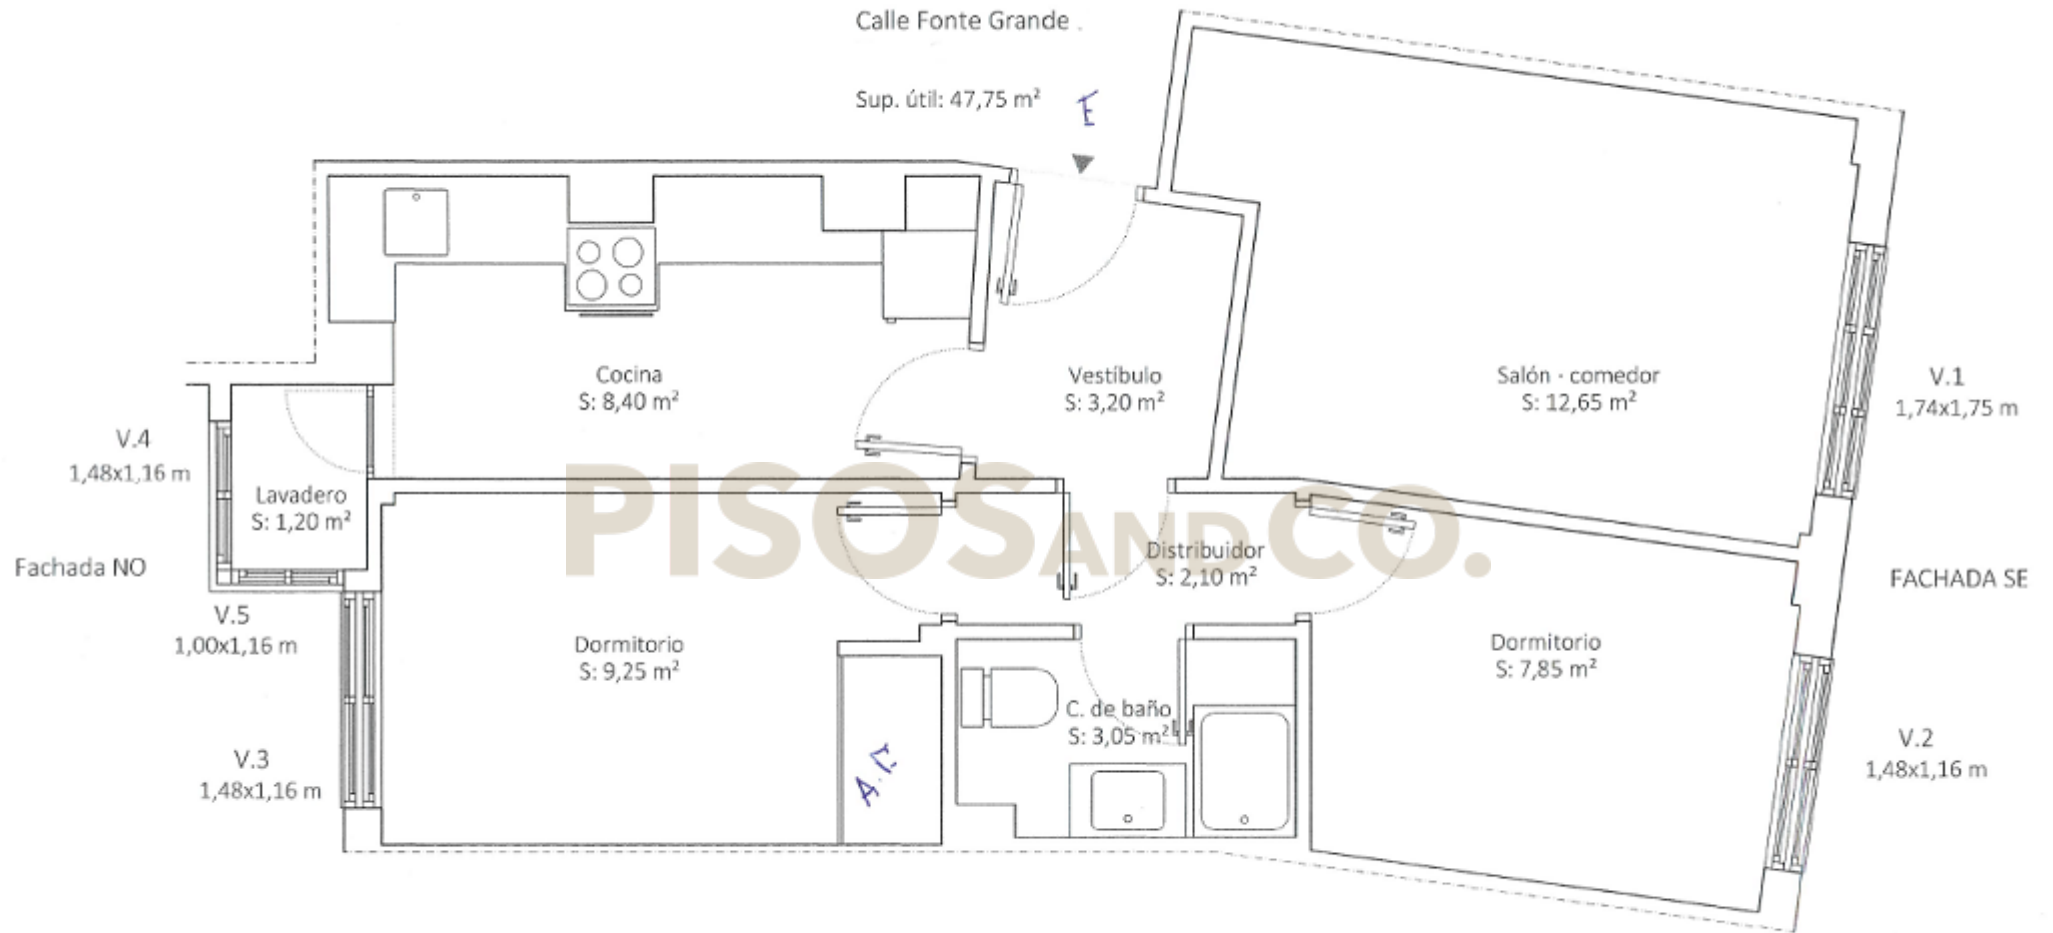 Calle Fonte Grande
Sup. útil: 47,75 m²
E
Cocina
S: 8,40 m²
Vestíbulo
S: 3,20 m²
Salón - comedor
S: 12,65 m²
V.1
1,74x1,75 m
V.4
1,48x1,16 m
Lavadero
S: 1,20 m²
PISOS AND CO.
Distribuidor
S: 2,10 m²
Fachada NO
FACHADA SE
V.5
1,00x1,16 m
Dormitorio
S: 9,25 m²
Dormitorio
S: 7,85 m²
C. de baño
S: 3,05 m²
V.3
1,48x1,16 m
V.2
1,48x1,16 m